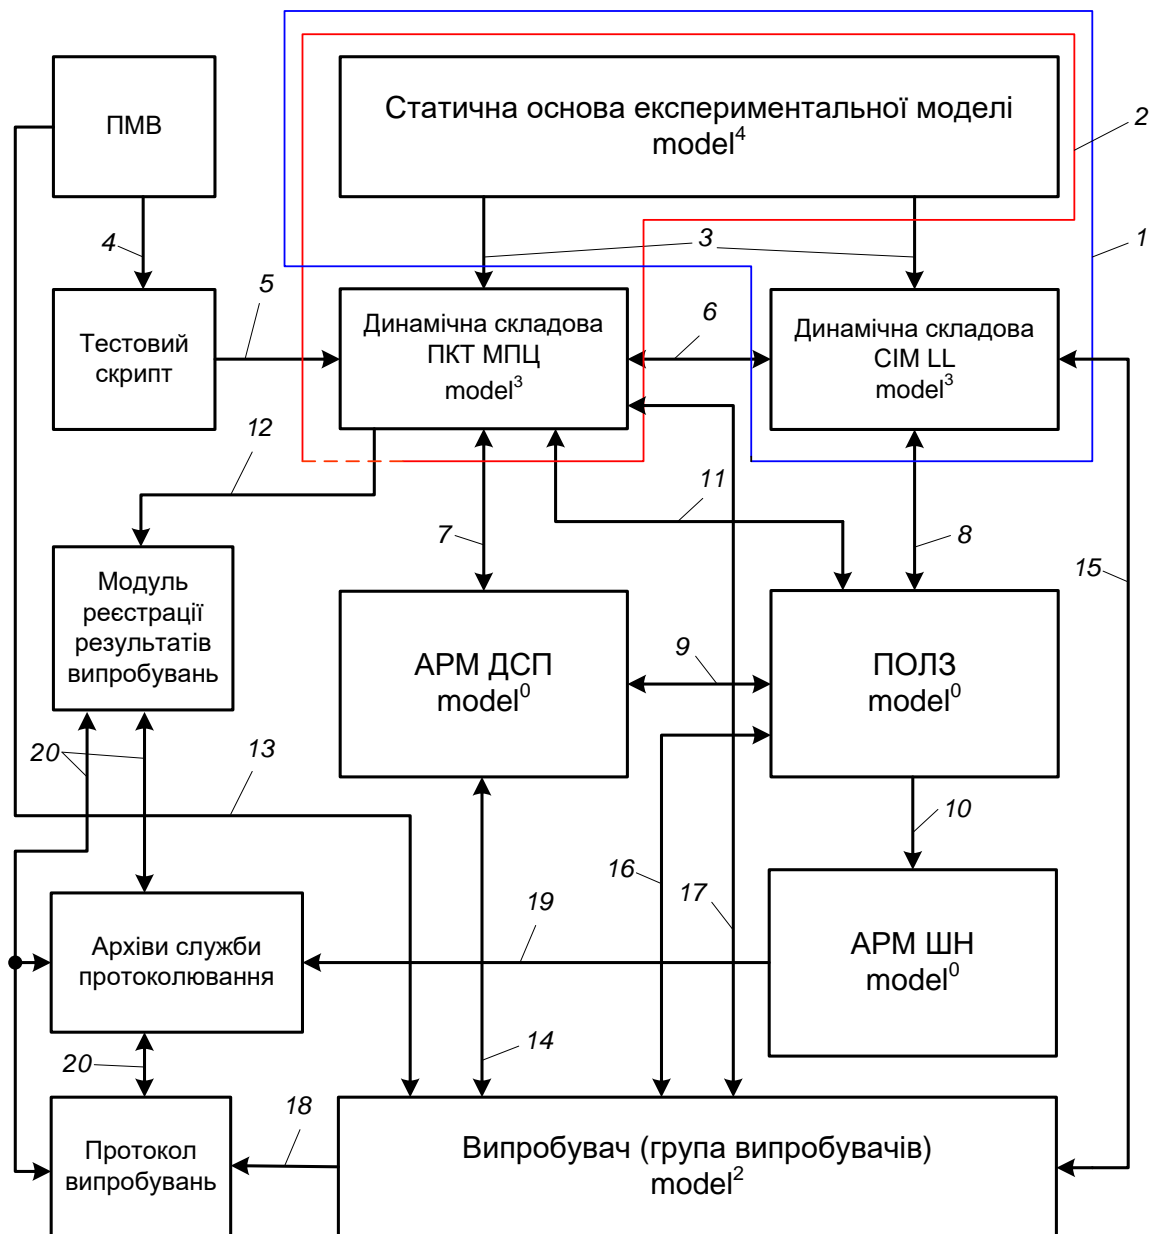 ПМВ
Статична основа експериментальної моделі
model⁴
2
1
3
4
5
6
Тестовий
скрипт
Динамічна складова
ПКТ МПЦ
model³
Динамічна складова
СІМ LL
model³
12
11
7
8
15
Модуль
реєстрації
результатів
випробувань
АРМ ДСП
model⁰
9
ПОЛЗ
model⁰
20
13
10
16
17
19
Архіви служби
протоколювання
АРМ ШН
model⁰
14
20
18
Протокол
випробувань
Випробувач (група випробувачів)
model²